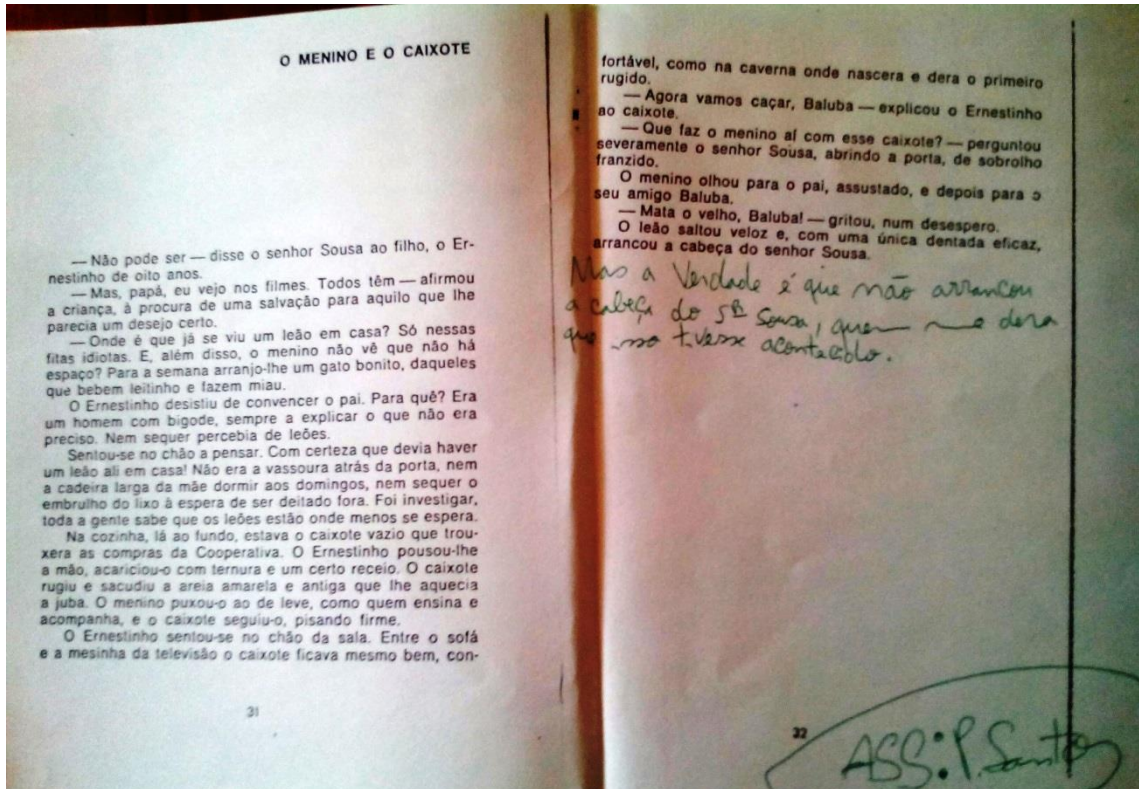 O MENINO E O CAIXOTE
— Não pode ser — disse o senhor Sousa ao filho, o Er-
nestinho de oito anos.
— Mas, papá, eu vejo nos filmes. Todos têm — afirmou
a criança, à procura de uma salvação para aquilo que lhe
parecia um desejo certo.
— Onde é que já se viu um leão em casa? Só nessas
fitas idiotas. E, além disso, o menino não vê que não há
espaço? Para a semana arranjo-lhe um gato bonito, daqueles
que bebem leitinho e fazem miau.
O Ernestinho desistiu de convencer o pai. Para quê? Era
um homem com bigode, sempre a explicar o que não era
preciso. Nem sequer percebia de leões.
Sentou-se no chão a pensar. Com certeza que devia haver
um leão ali em casa! Não era a vassoura atrás da porta, nem
a cadeira larga da mãe dormir aos domingos, nem sequer o
embrulho do lixo à espera de ser deitado fora. Foi investigar,
toda a gente sabe que os leões estão onde menos se espera.
Na cozinha, lá ao fundo, estava o caixote vazio que trou-
xera as compras da Cooperativa. O Ernestinho pousou-lhe
a mão, acariciou-o com ternura e um certo receio. O caixote
rugiu e sacudiu a areia amarela e antiga que lhe aquecia
a juba. O menino puxou-o ao de leve, como quem ensina e
acompanha, e o caixote seguiu-o, pisando firme.
O Ernestinho sentou-se no chão da sala. Entre o sofá
e a mesinha da televisão o caixote ficava mesmo bem, con-
31
fortável, como na caverna onde nascera e dera o primeiro
rugido.
— Agora vamos caçar, Baluba — explicou o Ernestinho
ao caixote.
— Que faz o menino aí com esse caixote? — perguntou
severamente o senhor Sousa, abrindo a porta, de sobrolho
franzido.
O menino olhou para o pai, assustado, e depois para o
seu amigo Baluba.
— Mata o velho, Baluba! — gritou, num desespero.
O leão saltou veloz e, com uma única dentada eficaz,
arrancou a cabeça do senhor Sousa.
Mas a Verdade é que não arrancou
a cabeça do Sr Sousa, quem me dera
que isso tivesse acontecido.
32
ASS: P. Santos